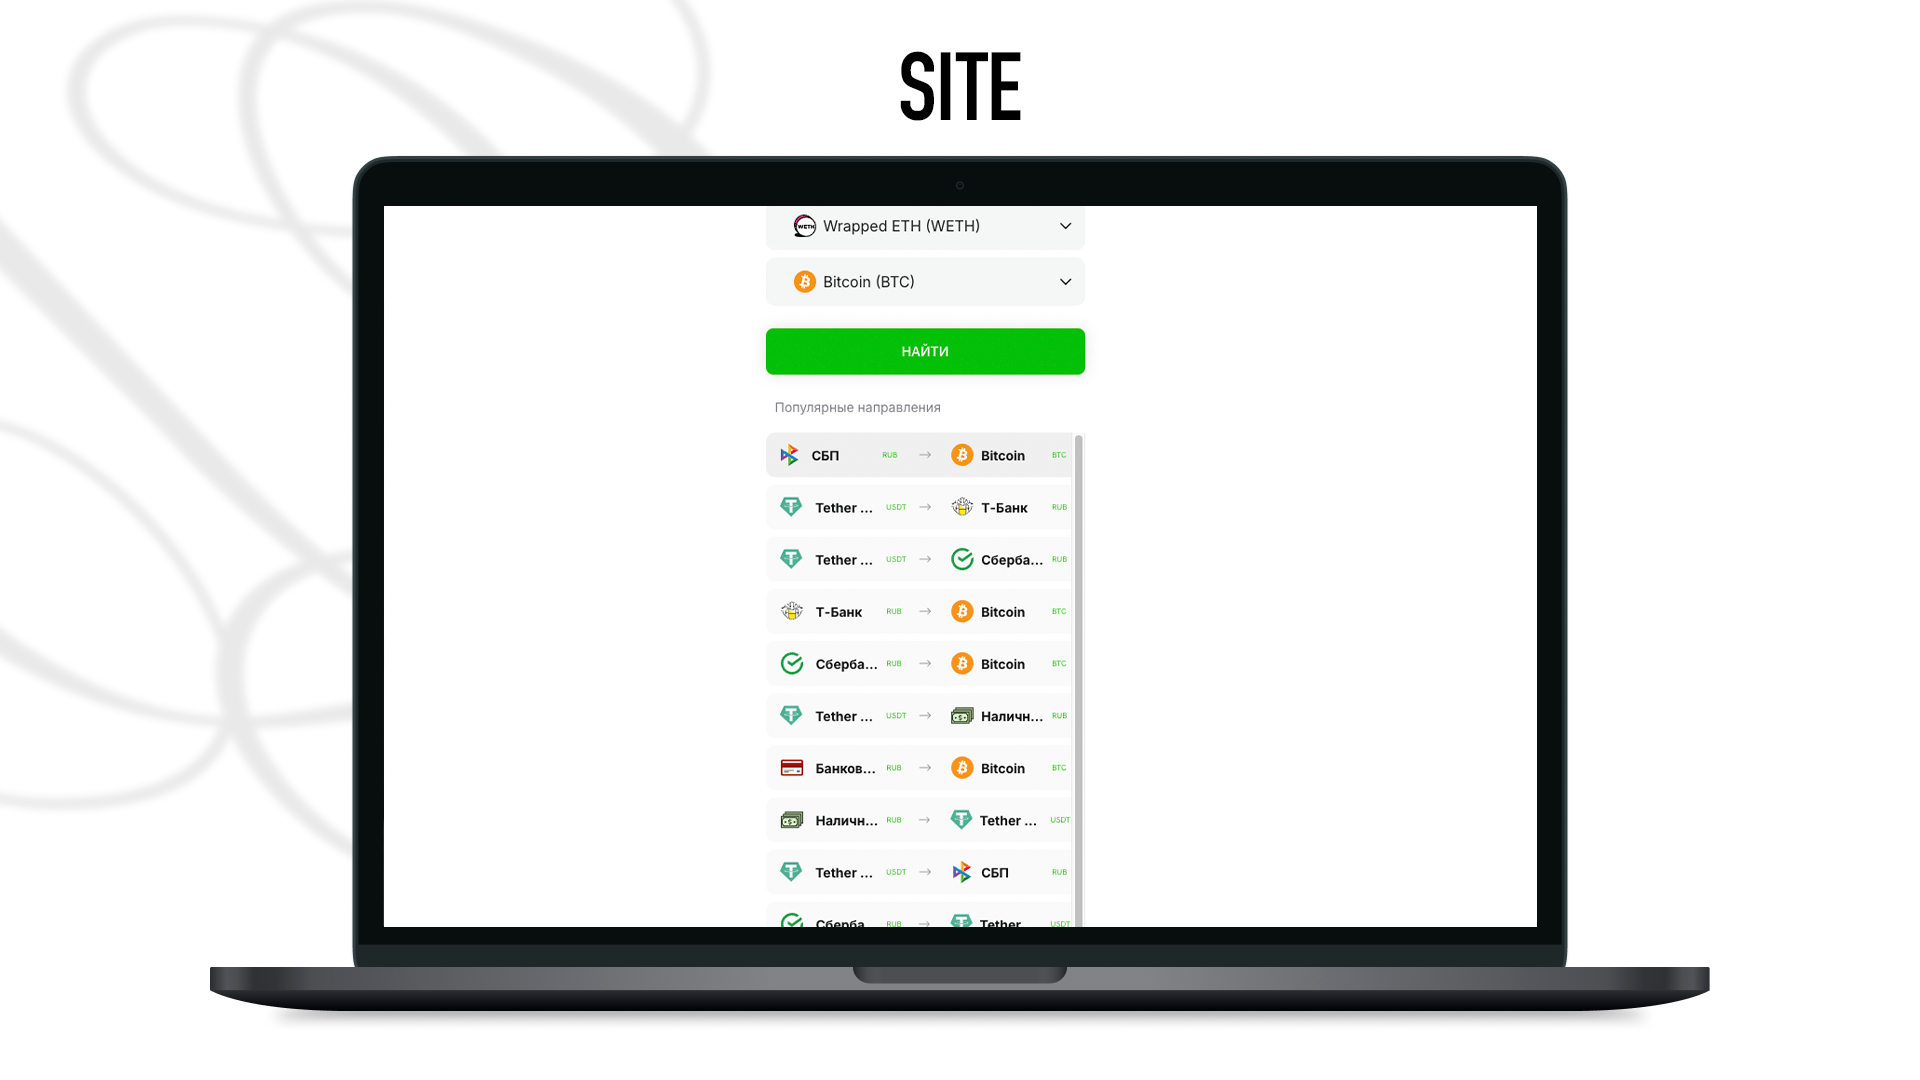 SITE
WETH Wrapped ETH (WETH)
Bitcoin (BTC)
НАЙТИ
Популярные направления
СБП RUB → Bitcoin BTC
Tether ... USDT → Т-Банк RUB
Tether ... USDT → Сберба... RUB
Т-Банк RUB → Bitcoin BTC
Сберба... RUB → Bitcoin BTC
Tether ... USDT → Наличн... RUB
Банков... RUB → Bitcoin BTC
Наличн... RUB → Tether ... USDT
Tether ... USDT → СБП RUB
Сберба RUB → Tether USDT